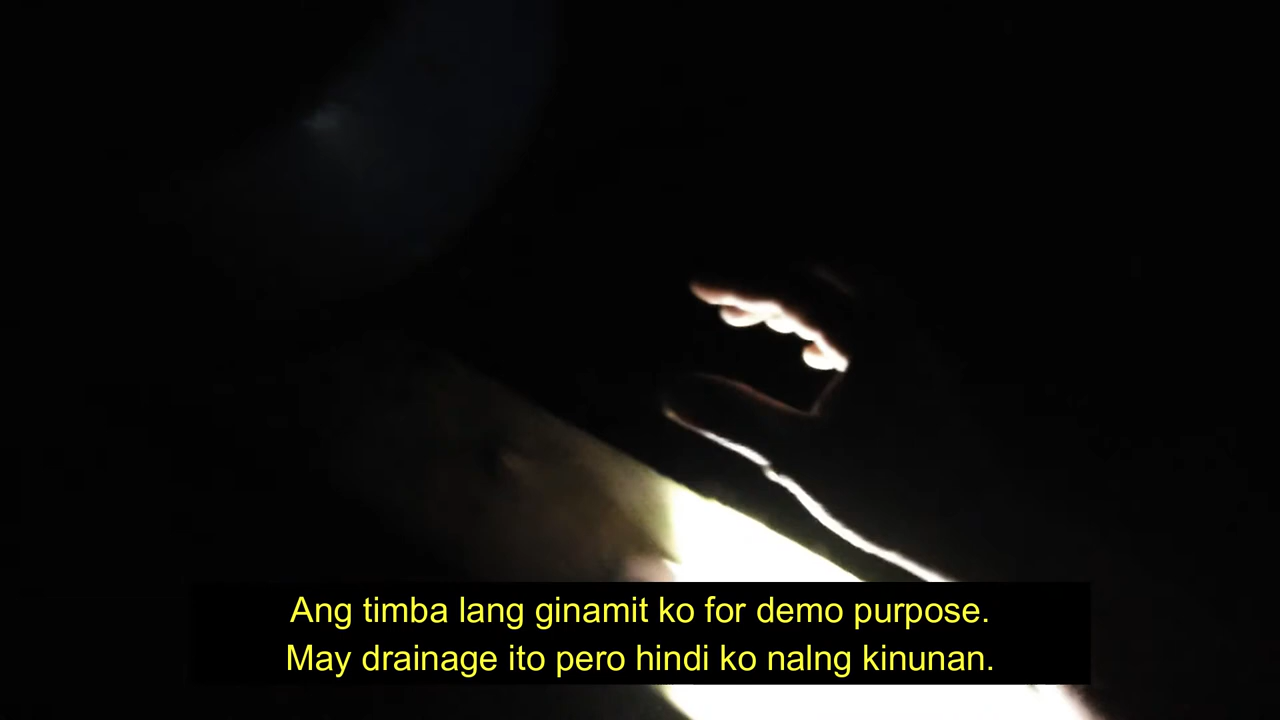 Ang timba lang ginamit ko for demo purpose.
May drainage ito pero hindi ko nalng kinunan.